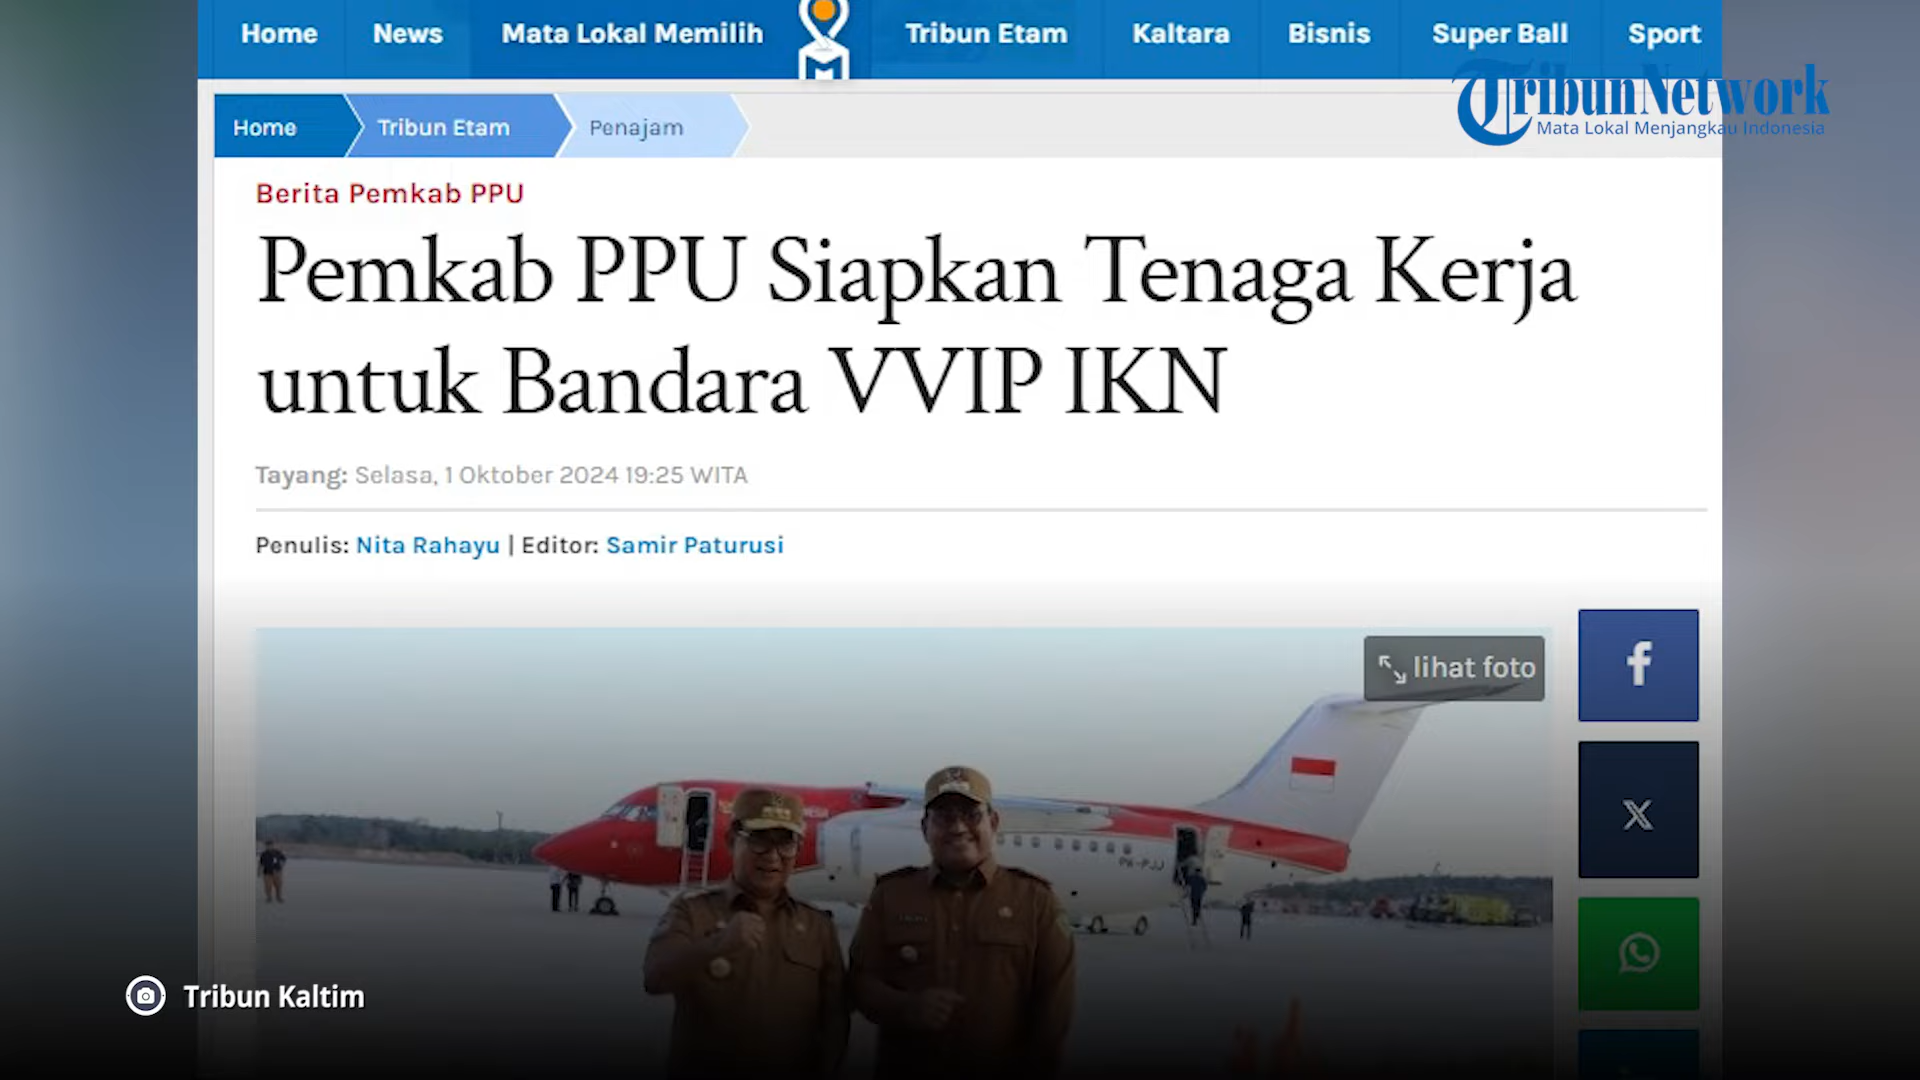 Home News Mata Lokal Memilih Tribun Etam Kaltara Bisnis Super Ball Sport
TribunNetwork
Mata Lokal Menjangkau Indonesia
Home Tribun Etam Penajam
Berita Pemkab PPU
Pemkab PPU Siapkan Tenaga Kerja
untuk Bandara VVIP IKN
Tayang: Selasa, 1 Oktober 2024 19:25 WITA
Penulis: Nita Rahayu | Editor: Samir Paturusi
lihat foto
PK-PJJ
Tribun Kaltim